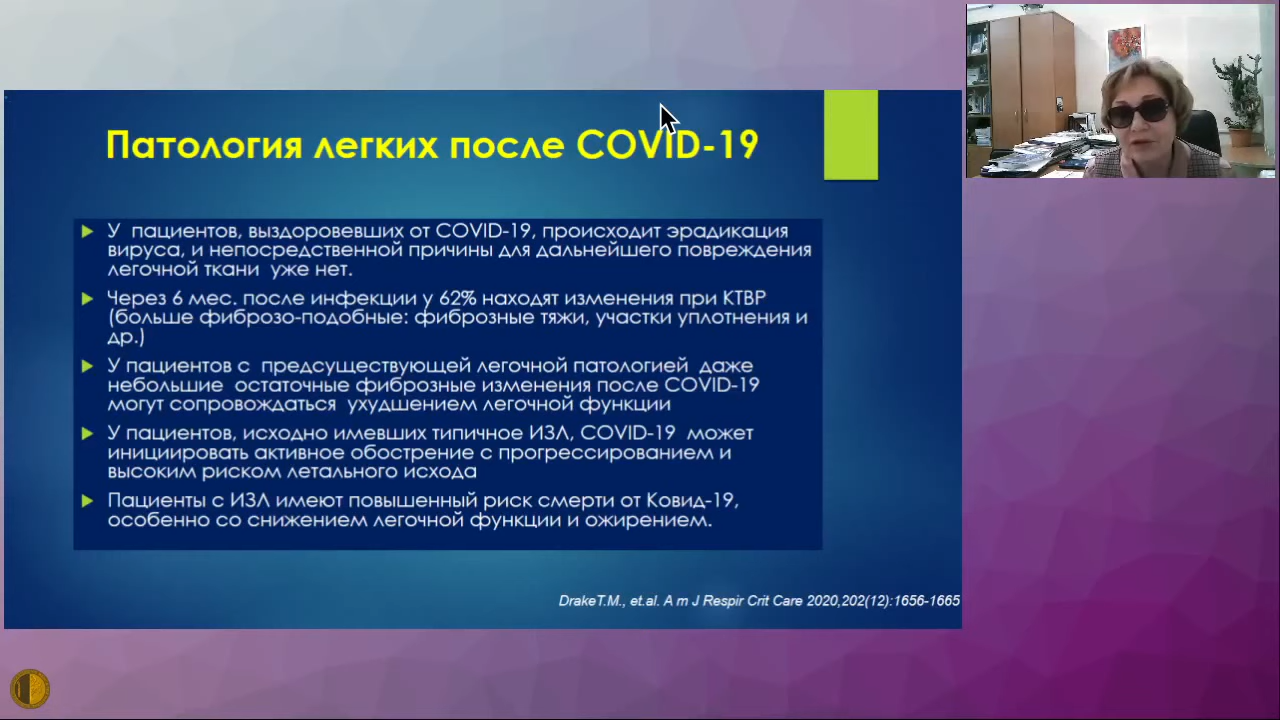 Патология легких после COVID-19
У пациентов, выздоровевших от COVID-19, происходит эрадикация
вируса, и непосредственной причины для дальнейшего повреждения
легочной ткани уже нет.
Через 6 мес. после инфекции у 62% находят изменения при КТВР
(больше фиброзо-подобные: фиброзные тяжи, участки уплотнения и
др.)
У пациентов с предсуществующей легочной патологией даже
небольшие остаточные фиброзные изменения после COVID-19
могут сопровождаться ухудшением легочной функции
У пациентов, исходно имевших типичное ИЗЛ, COVID-19 может
инициировать активное обострение с прогрессированием и
высоким риском летального исхода
Пациенты с ИЗЛ имеют повышенный риск смерти от Ковид-19,
особенно со снижением легочной функции и ожирением.
DrakeT.M., et.al. A m J Respir Crit Care 2020,202(12):1656-1665